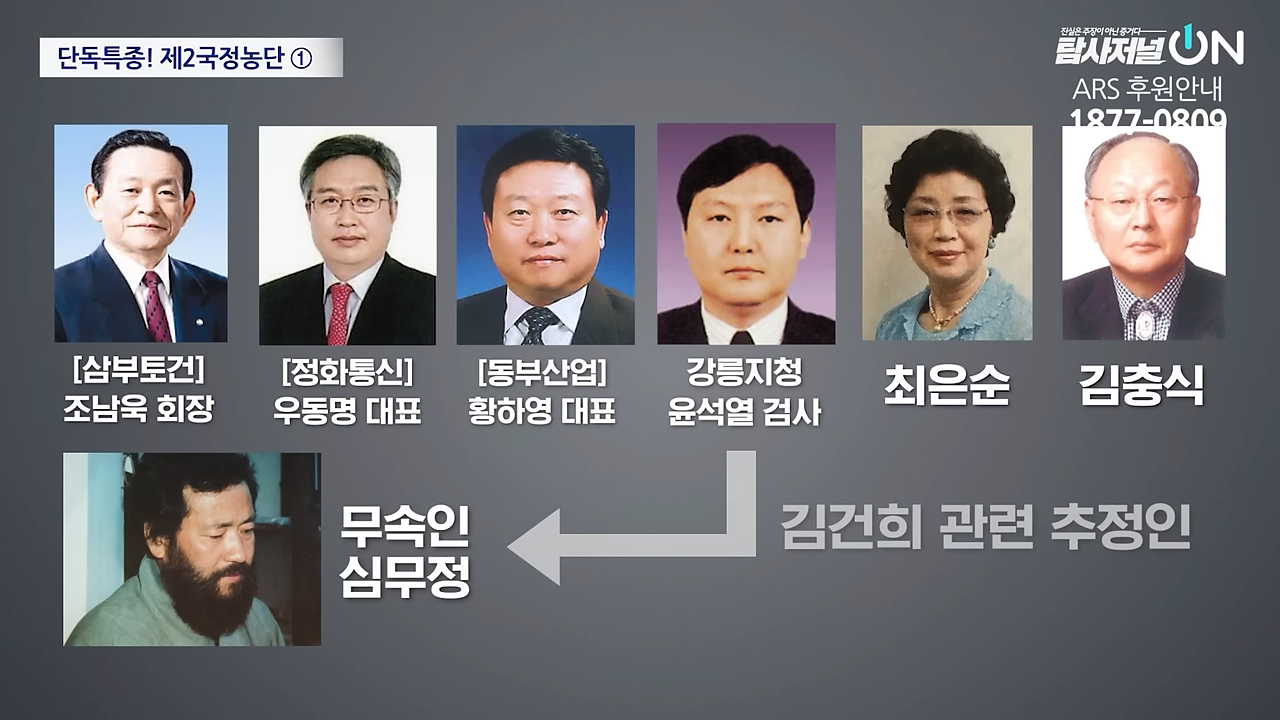 단독특종! 제2국정농단 ①
진실은 주장이 아닌 증거다
탐사저널 ON
ARS 후원안내
1877-0809
[삼부토건]
조남욱 회장
[정화통신]
우동명 대표
[동부산업]
황하영 대표
강릉지청
윤석열 검사
최은순
김충식
무속인
심무정
김건희 관련 추정인